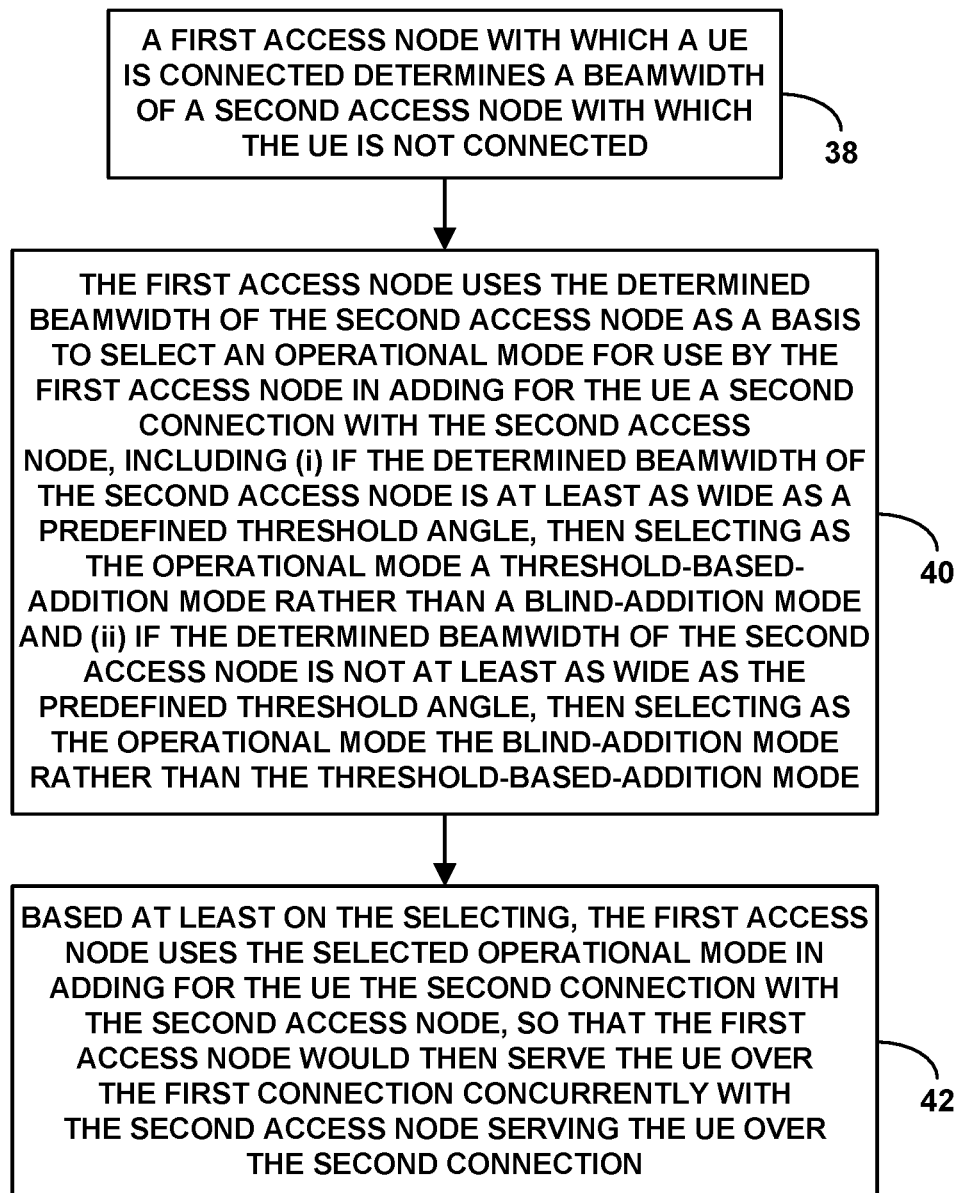 A FIRST ACCESS NODE WITH WHICH A UE
IS CONNECTED DETERMINES A BEAMWIDTH
OF A SECOND ACCESS NODE WITH WHICH
THE UE IS NOT CONNECTED
38
THE FIRST ACCESS NODE USES THE DETERMINED
BEAMWIDTH OF THE SECOND ACCESS NODE AS A BASIS
TO SELECT AN OPERATIONAL MODE FOR USE BY THE
FIRST ACCESS NODE IN ADDING FOR THE UE A SECOND
CONNECTION WITH THE SECOND ACCESS
NODE, INCLUDING (i) IF THE DETERMINED BEAMWIDTH OF
THE SECOND ACCESS NODE IS AT LEAST AS WIDE AS A
PREDEFINED THRESHOLD ANGLE, THEN SELECTING AS
THE OPERATIONAL MODE A THRESHOLD-BASED-
ADDITION MODE RATHER THAN A BLIND-ADDITION MODE
AND (ii) IF THE DETERMINED BEAMWIDTH OF THE SECOND
ACCESS NODE IS NOT AT LEAST AS WIDE AS THE
PREDEFINED THRESHOLD ANGLE, THEN SELECTING AS
THE OPERATIONAL MODE THE BLIND-ADDITION MODE
RATHER THAN THE THRESHOLD-BASED-ADDITION MODE
40
BASED AT LEAST ON THE SELECTING, THE FIRST ACCESS
NODE USES THE SELECTED OPERATIONAL MODE IN
ADDING FOR THE UE THE SECOND CONNECTION WITH
THE SECOND ACCESS NODE, SO THAT THE FIRST
ACCESS NODE WOULD THEN SERVE THE UE OVER
THE FIRST CONNECTION CONCURRENTLY WITH
THE SECOND ACCESS NODE SERVING THE UE OVER
THE SECOND CONNECTION
42